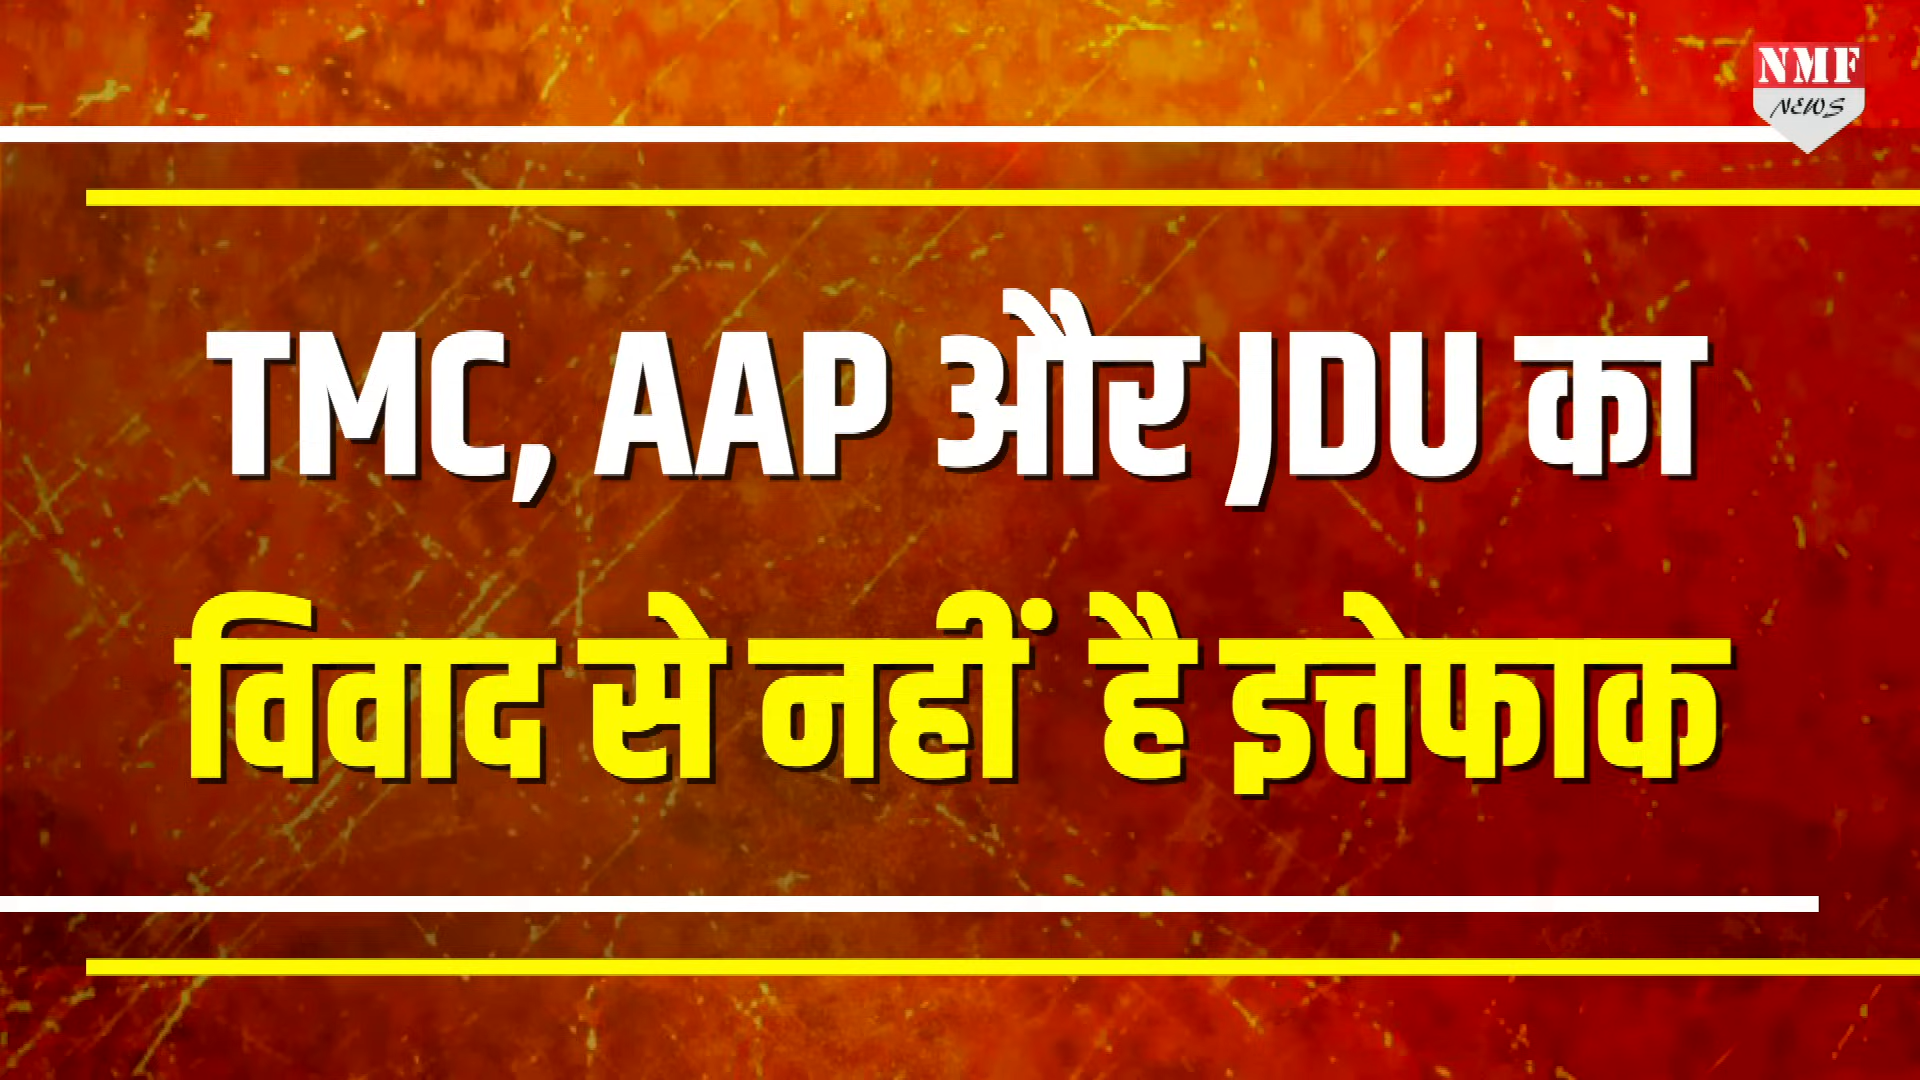 NMF
NEWS
TMC, AAP और JDU का
विवाद से नहीं है इत्तेफाक